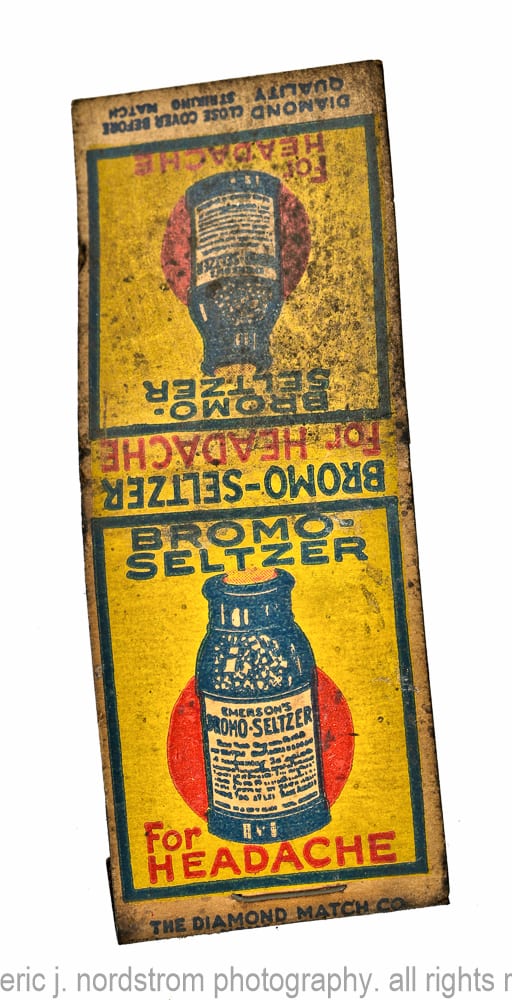 DIAMOND QUALITY
CLOSE COVER BEFORE STRIKING MATCH
For
HEADACHE
BROMO-
SELTZER
BROMO-SELTZER
For HEADACHE
BROMO-
SELTZER
EMERSON'S
BROMO-SELTZER
For
HEADACHE
THE DIAMOND MATCH CO
eric j. nordstrom photography. all rights r